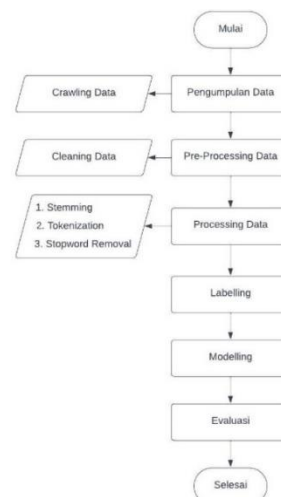 Mulai
Crawling Data
Pengumpulan Data
Cleaning Data
Pre-Processing Data
1. Stemming
2. Tokenization
3. Stopword Removal
Processing Data
Labelling
Modelling
Evaluasi
Selesai